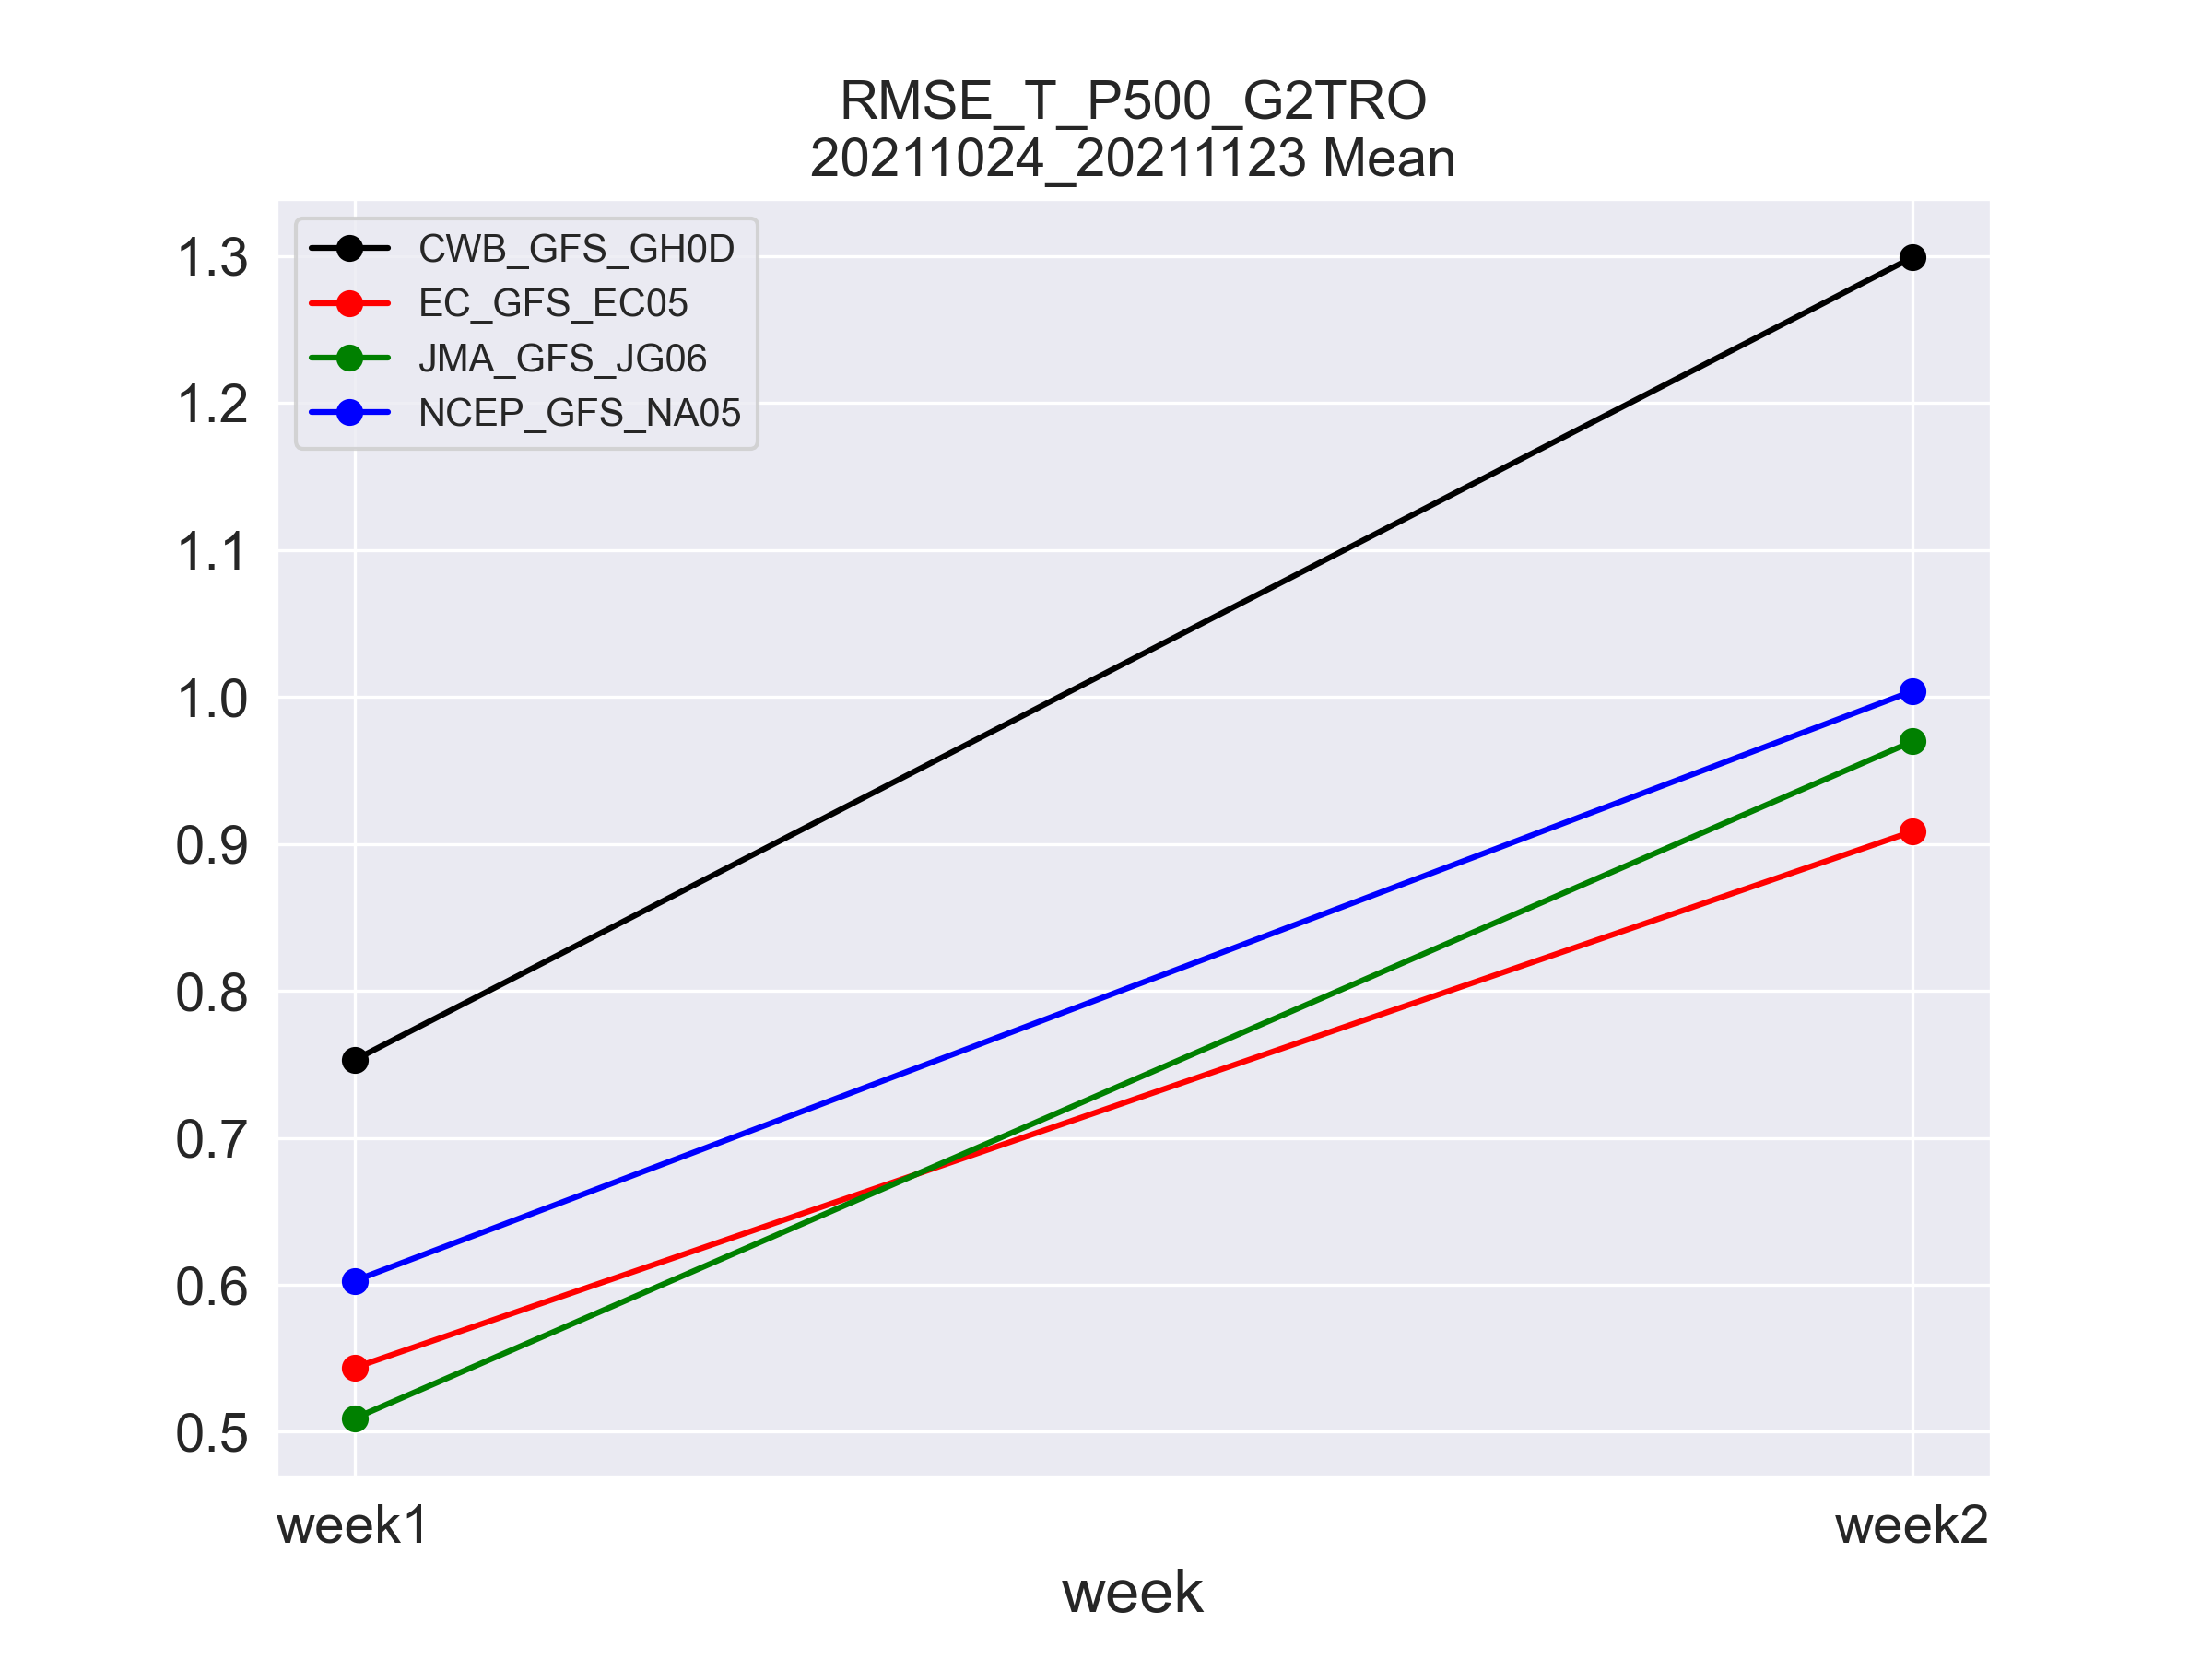 RMSE_T_P500_G2TRO
20211024_20211123 Mean
CWB_GFS_GH0D
EC_GFS_EC05
JMA_GFS_JG06
NCEP_GFS_NA05
1.3
1.2
1.1
1.0
0.9
0.8
0.7
0.6
0.5
week1 week2
week